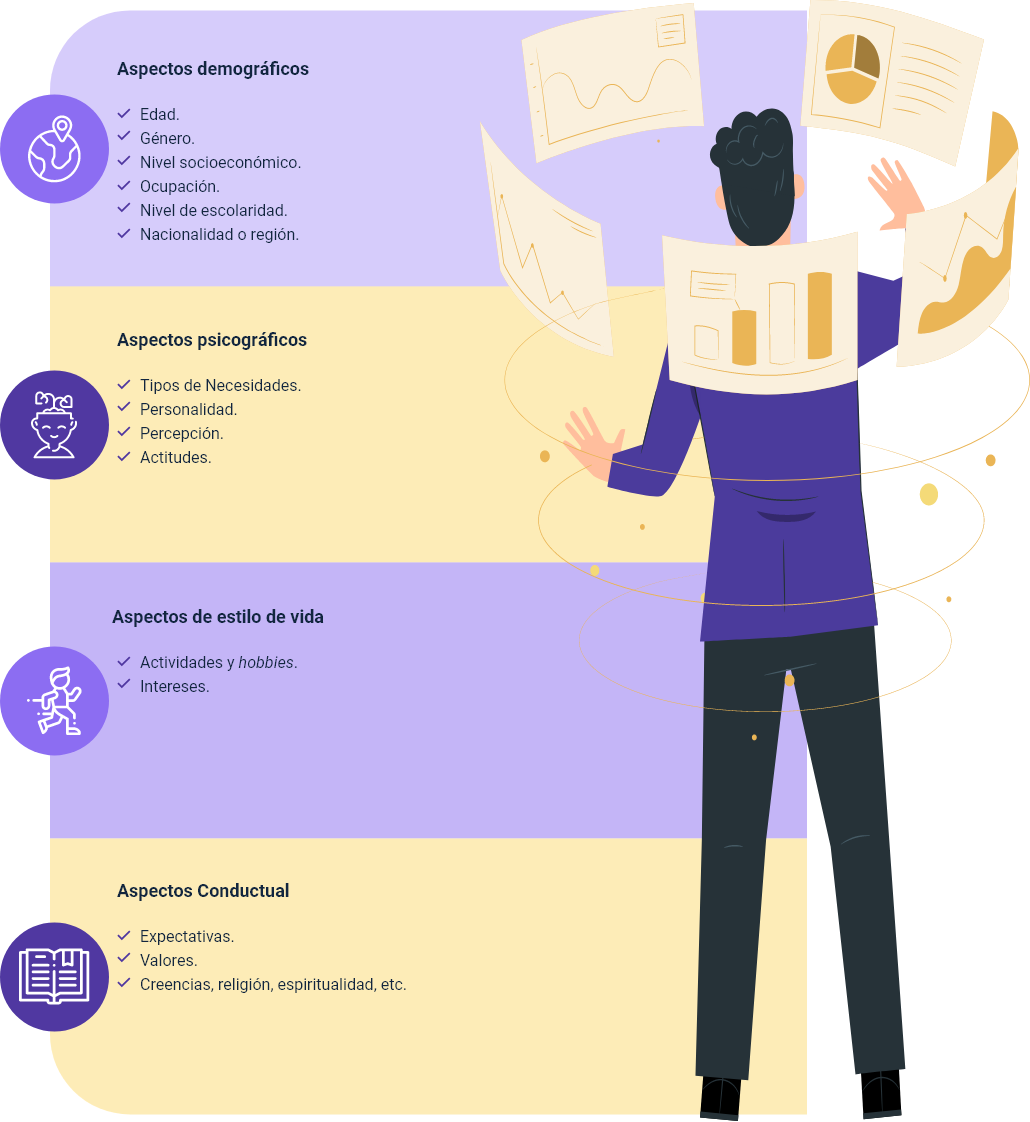 Aspectos demográficos
Edad.
Género.
Nivel socioeconómico.
Ocupación.
Nivel de escolaridad.
Nacionalidad o región.
Aspectos psicográficos
Tipos de Necesidades.
Personalidad.
Percepción.
Actitudes.
Aspectos de estilo de vida
Actividades y hobbies.
Intereses.
Aspectos Conductual
Expectativas.
Valores.
Creencias, religión, espiritualidad, etc.